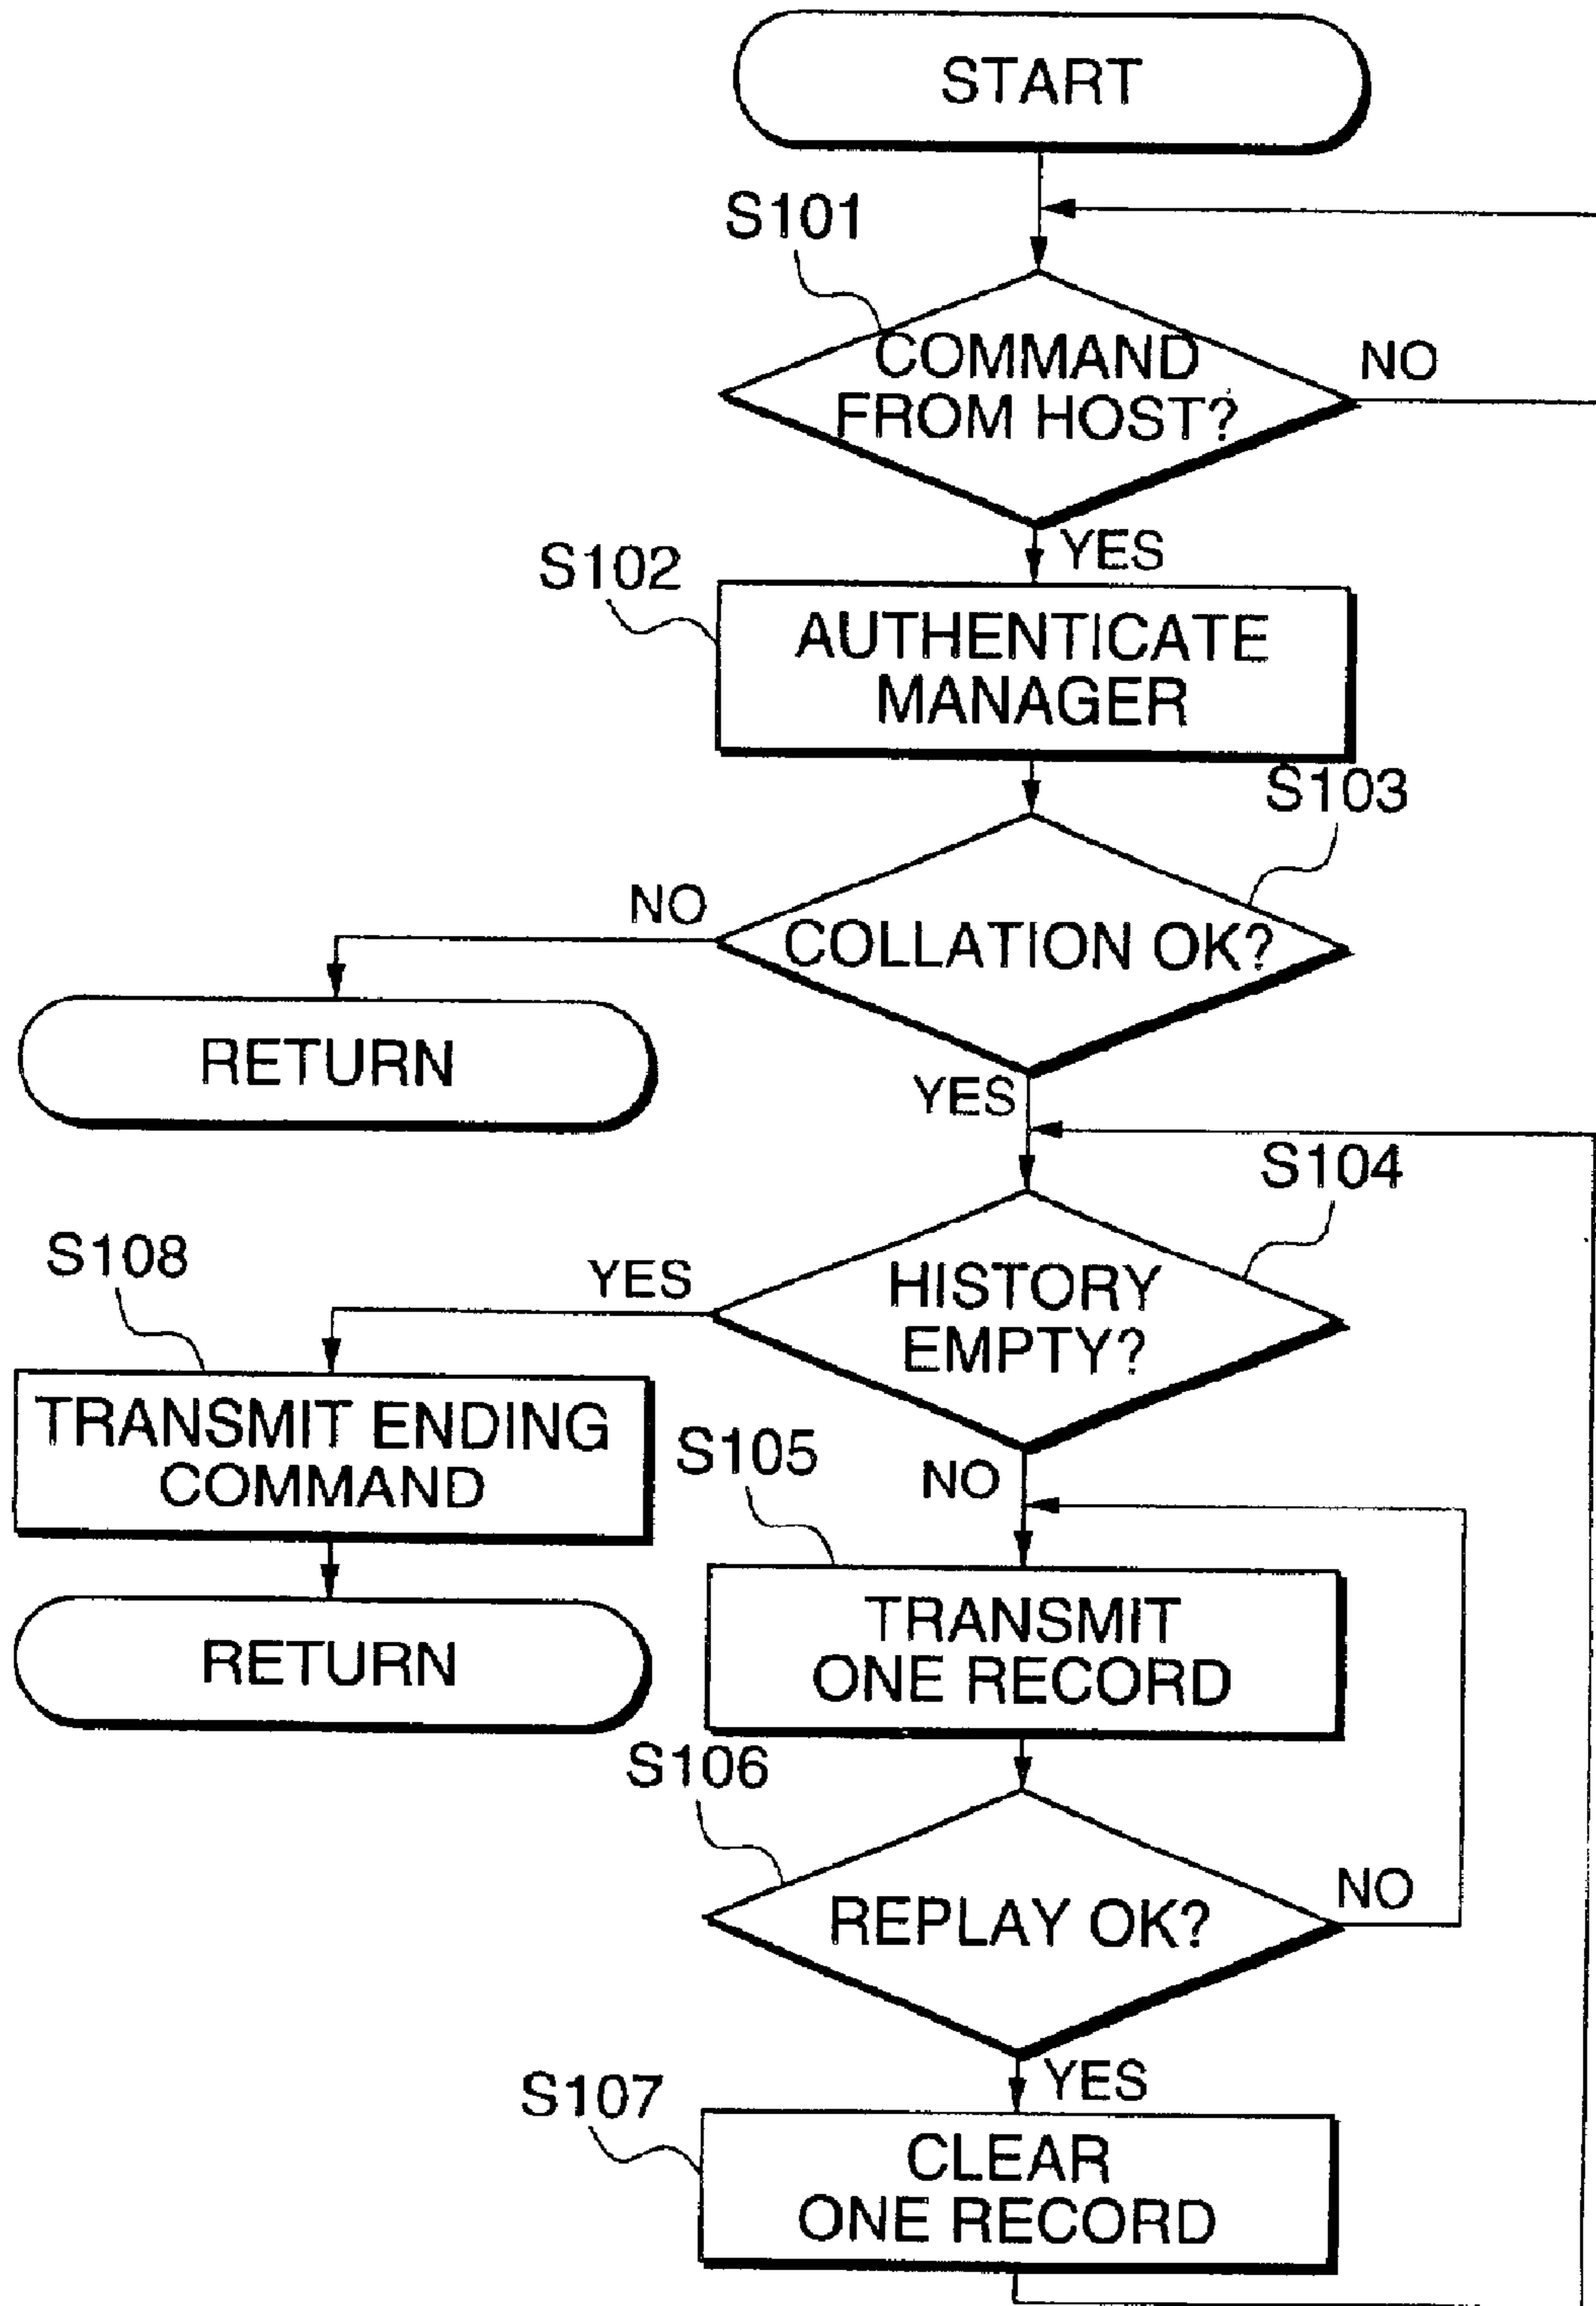 START
S101
COMMAND
FROM HOST?
NO
YES
S102
AUTHENTICATE
MANAGER
S103
NO
COLLATION OK?
RETURN
YES
S104
S108
YES
HISTORY
EMPTY?
TRANSMIT ENDING
COMMAND
S105
NO
RETURN
TRANSMIT
ONE RECORD
S106
NO
REPLAY OK?
YES
S107
CLEAR
ONE RECORD